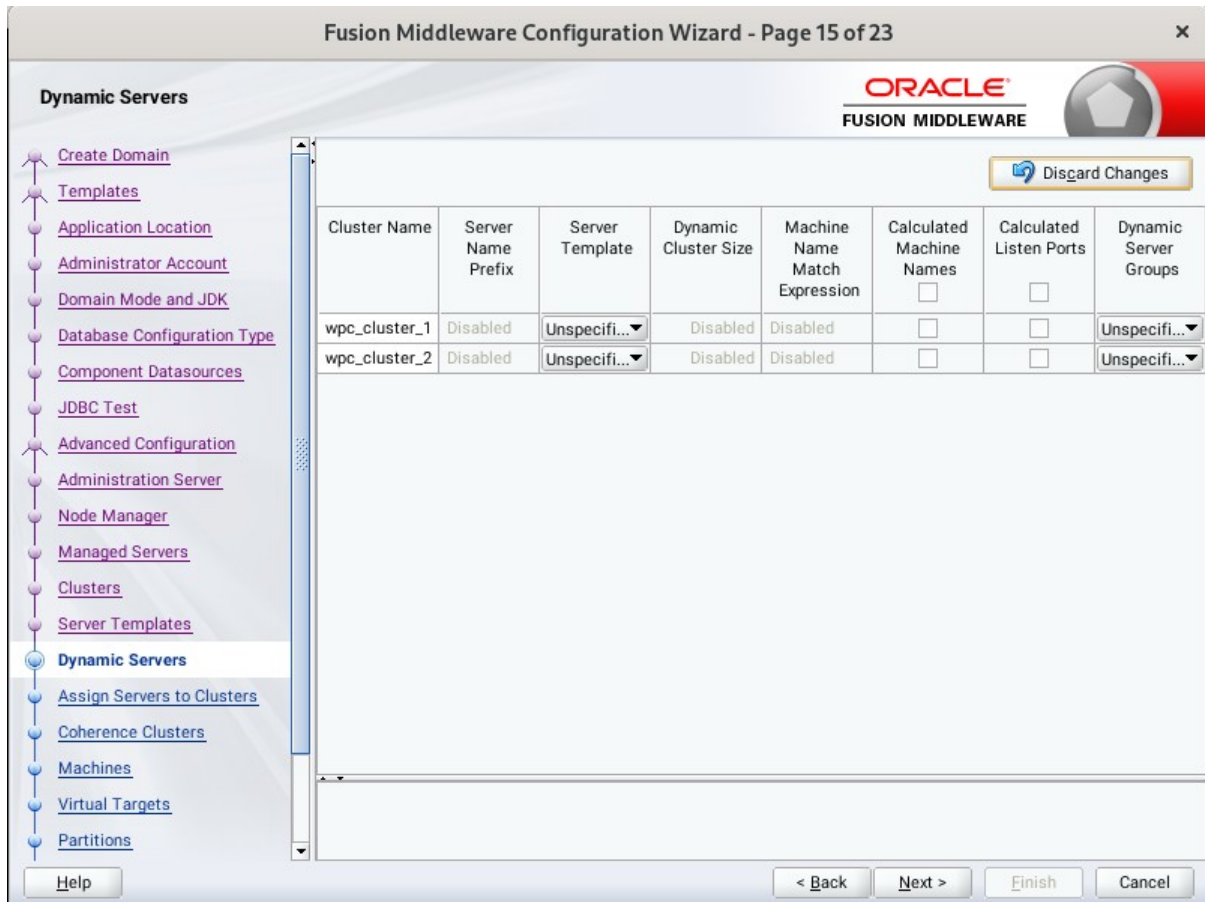 Fusion Middleware Configuration Wizard - Page 15 of 23
×
Dynamic Servers
ORACLE
FUSION MIDDLEWARE
Create Domain
Templates
Application Location
Administrator Account
Domain Mode and JDK
Database Configuration Type
Component Datasources
JDBC Test
Advanced Configuration
Administration Server
Node Manager
Managed Servers
Clusters
Server Templates
Dynamic Servers
Assign Servers to Clusters
Coherence Clusters
Machines
Virtual Targets
Partitions
Discard Changes
Cluster Name Server Name Prefix Server Template Dynamic Cluster Size Machine Name Match Expression Calculated Machine Names Calculated Listen Ports Dynamic Server Groups
wpc_cluster_1 Disabled Unspecifi... Disabled Disabled Unspecifi...
wpc_cluster_2 Disabled Unspecifi... Disabled Disabled Unspecifi...
Help < Back Next > Finish Cancel